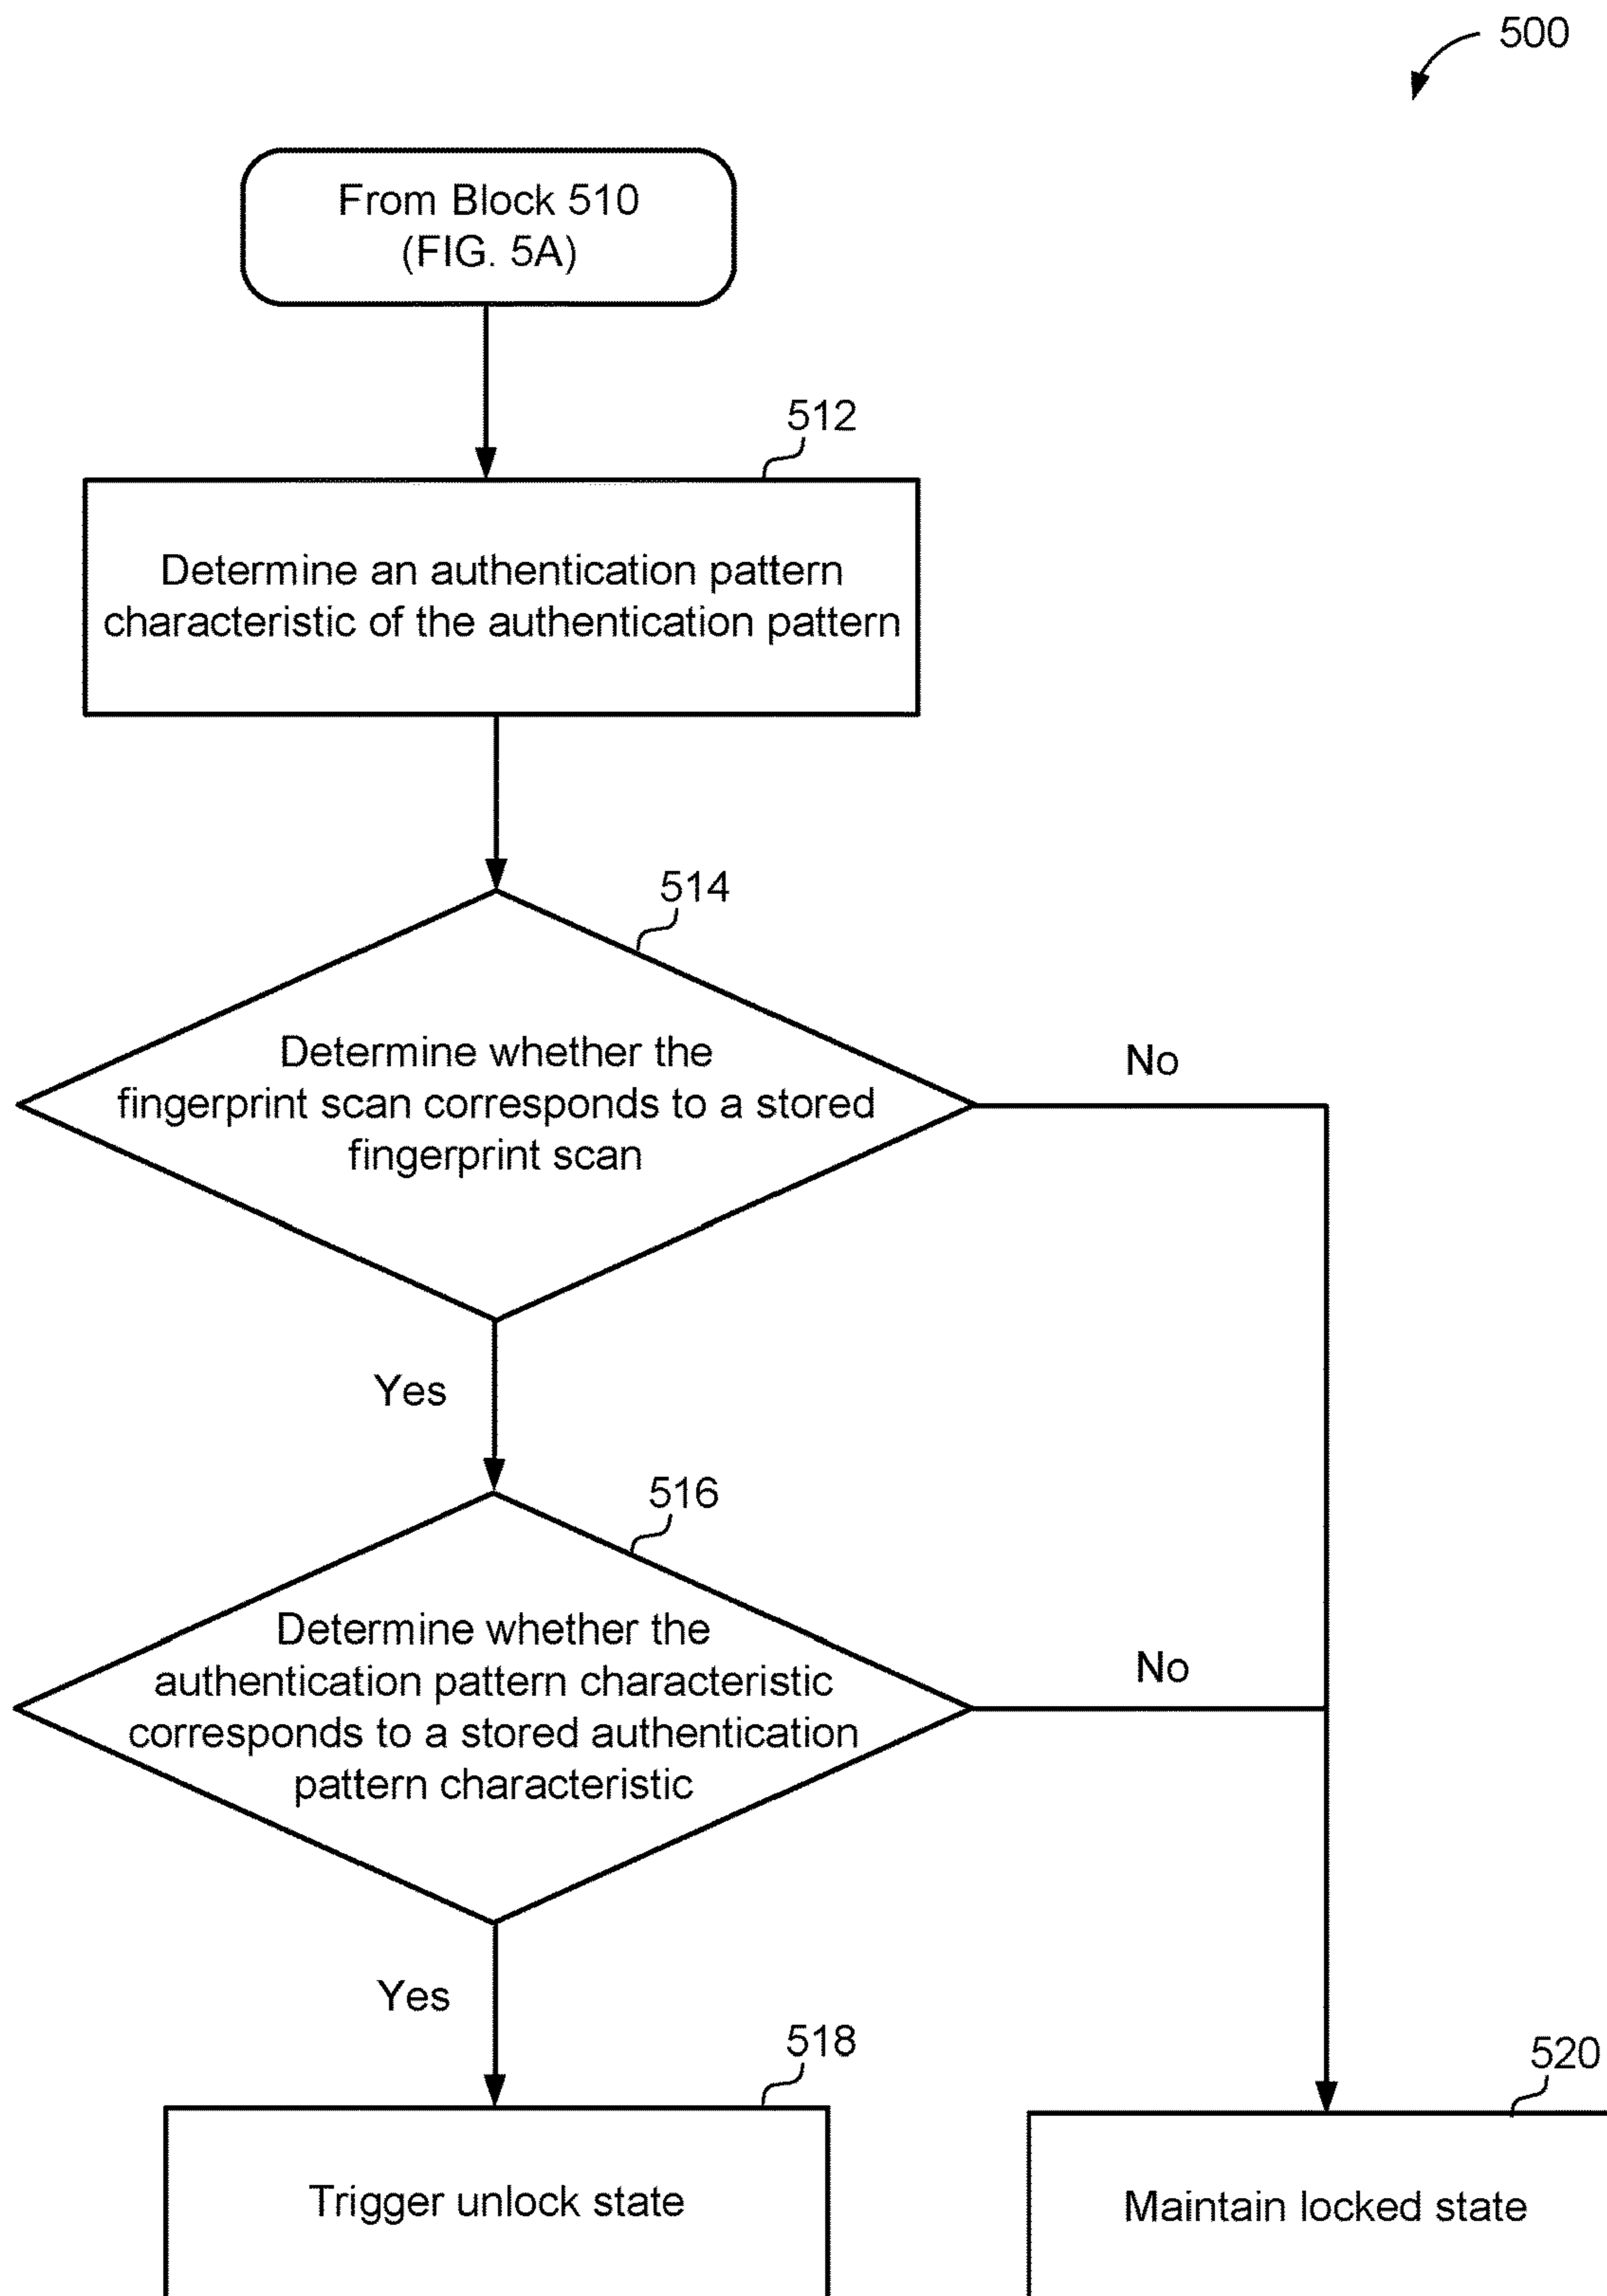 500
From Block 510
(FIG. 5A)
512
Determine an authentication pattern
characteristic of the authentication pattern
514
Determine whether the
fingerprint scan corresponds to a stored
fingerprint scan
No
Yes
516
Determine whether the
authentication pattern characteristic
corresponds to a stored authentication
pattern characteristic
No
Yes
518
Trigger unlock state
520
Maintain locked state